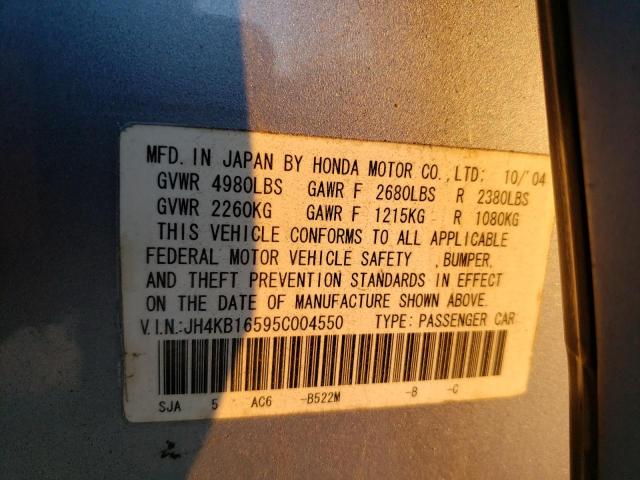 MFD. IN JAPAN BY HONDA MOTOR CO., LTD: 10/'04
GVWR 4980LBS GAWR F 2680LBS R 2380LBS
GVWR 2260KG GAWR F 1215KG R 1080KG
THIS VEHICLE CONFORMS TO ALL APPLICABLE
FEDERAL MOTOR VEHICLE SAFETY ,BUMPER,
AND THEFT PREVENTION STANDARDS IN EFFECT
ON THE DATE OF MANUFACTURE SHOWN ABOVE.
V.I.N.:JH4KB16595C004550 TYPE: PASSENGER CAR
SJA 5 AC6 -B522M -B -C